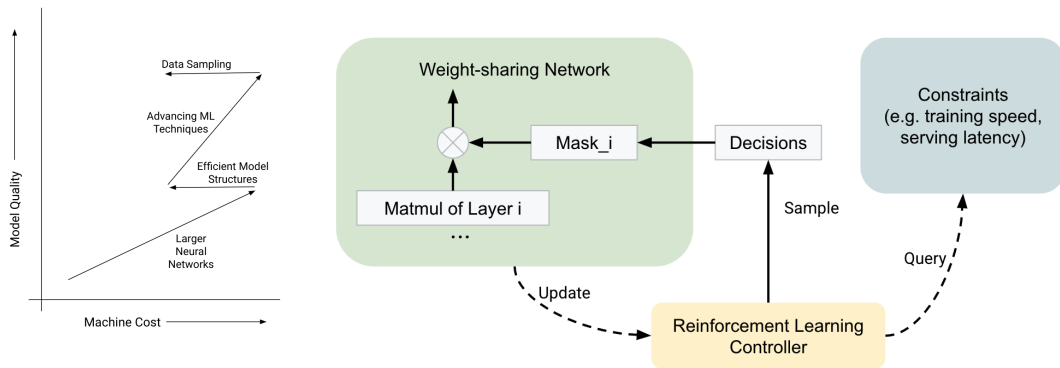 Model Quality
Data Sampling
Advancing ML
Techniques
Efficient Model
Structures
Larger
Neural
Networks
Machine Cost
Weight-sharing Network
Mask_i
Matmul of Layer i
...
Decisions
Sample
Update
Reinforcement Learning
Controller
Query
Constraints
(e.g. training speed,
serving latency)